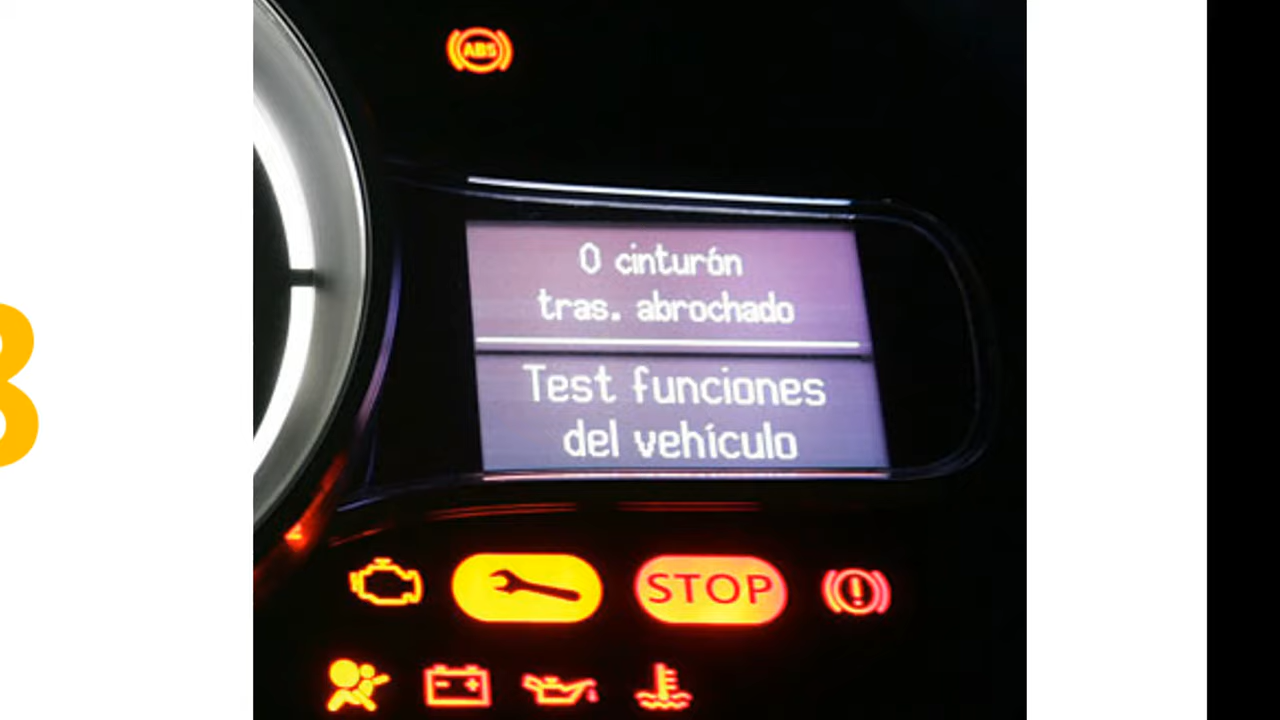 ABS
0 cinturón
tras. abrochado
Test funciones
del vehículo
STOP